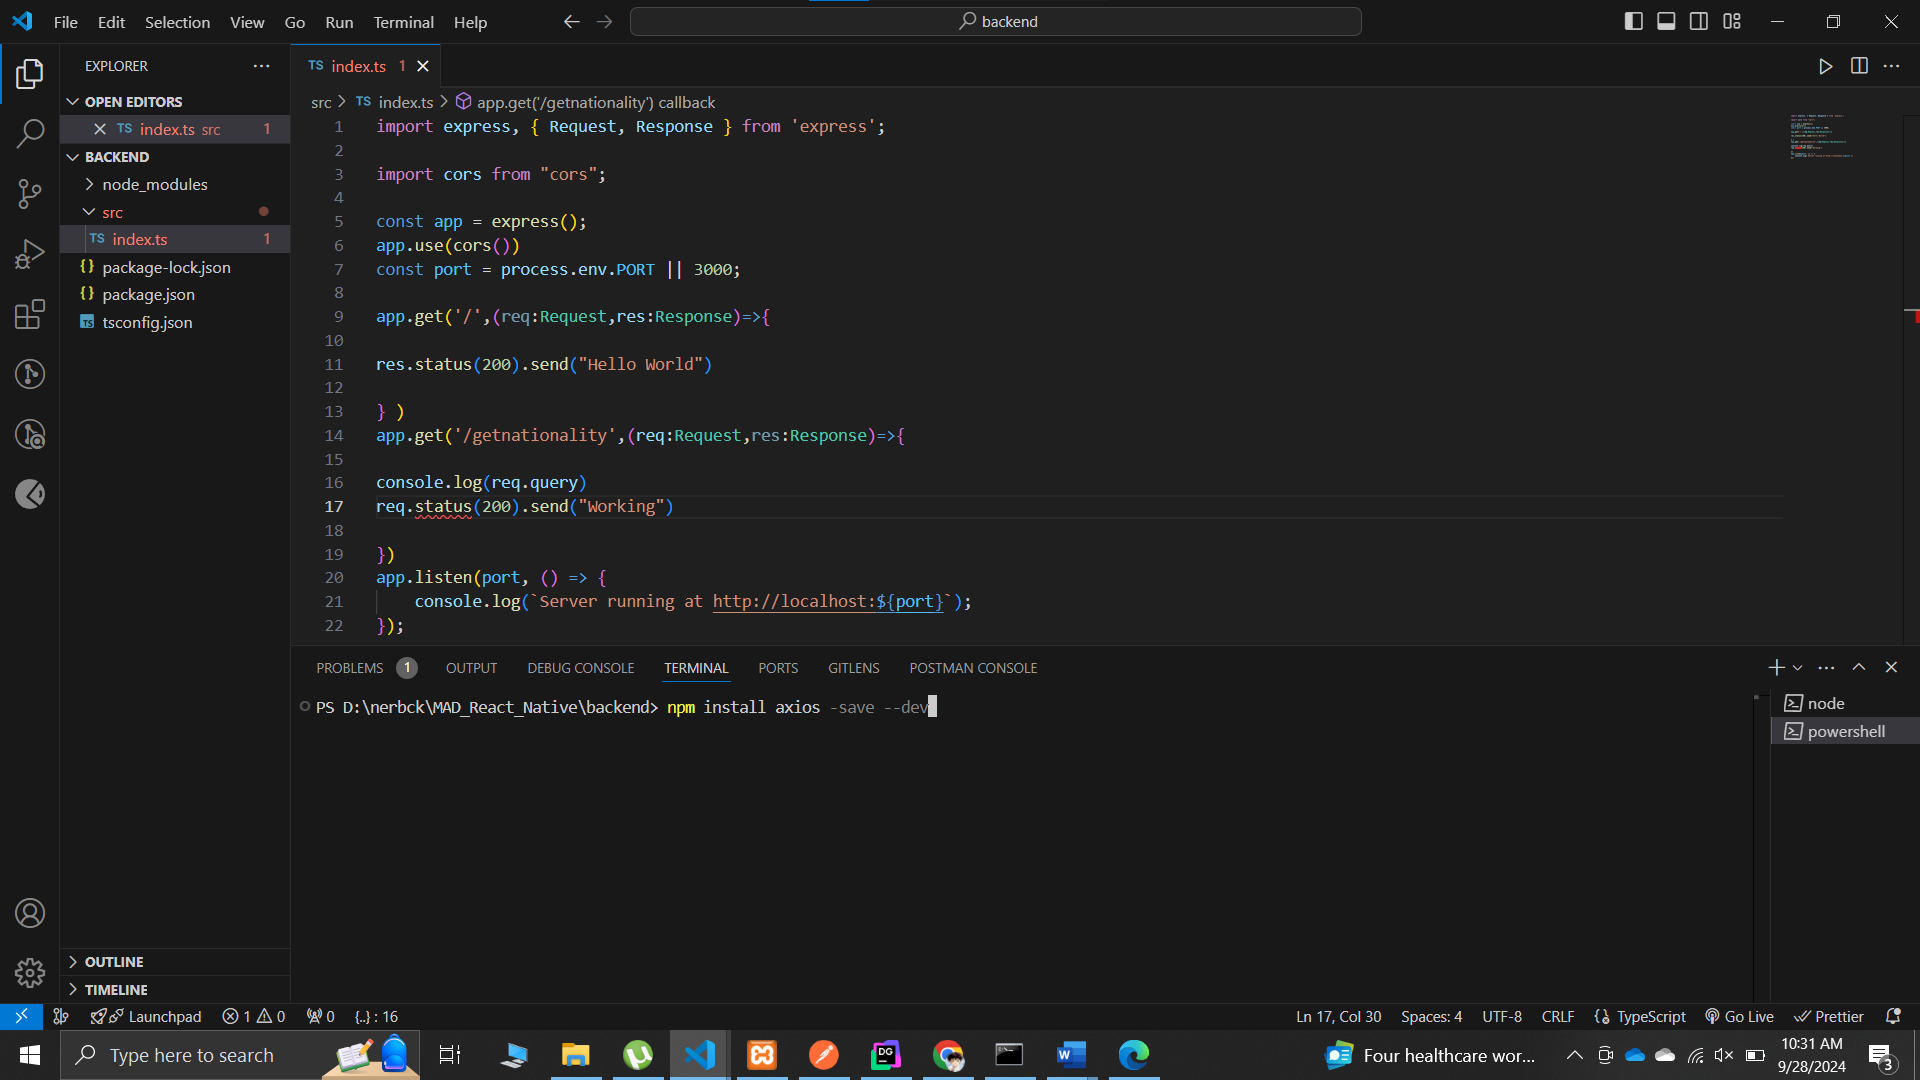 File Edit Selection View Go Run Terminal Help
backend
EXPLORER
TS index.ts 1
OPEN EDITORS
TS index.ts src 1
BACKEND
node_modules
src
TS index.ts 1
{} package-lock.json
{} package.json
TS tsconfig.json
OUTLINE
TIMELINE
src > TS index.ts > app.get('/getnationality') callback
1 import express, { Request, Response } from 'express';
2
3 import cors from "cors";
4
5 const app = express();
6 app.use(cors())
7 const port = process.env.PORT || 3000;
8
9 app.get('/',(req:Request,res:Response)=>{
10
11 res.status(200).send("Hello World")
12
13 } )
14 app.get('/getnationality',(req:Request,res:Response)=>{
15
16 console.log(req.query)
17 req.status(200).send("Working")
18
19 })
20 app.listen(port, () => {
21 console.log(`Server running at http://localhost:${port}`);
22 });
PROBLEMS 1 OUTPUT DEBUG CONSOLE TERMINAL PORTS GITLENS POSTMAN CONSOLE
PS D:\nerbck\MAD_React_Native\backend> npm install axios -save --dev
node
powershell
Launchpad 1 0 0 {..} : 16
Ln 17, Col 30 Spaces: 4 UTF-8 CRLF {} TypeScript Go Live Prettier
Type here to search
DG
W
Four healthcare wor...
10:31 AM
9/28/2024
3